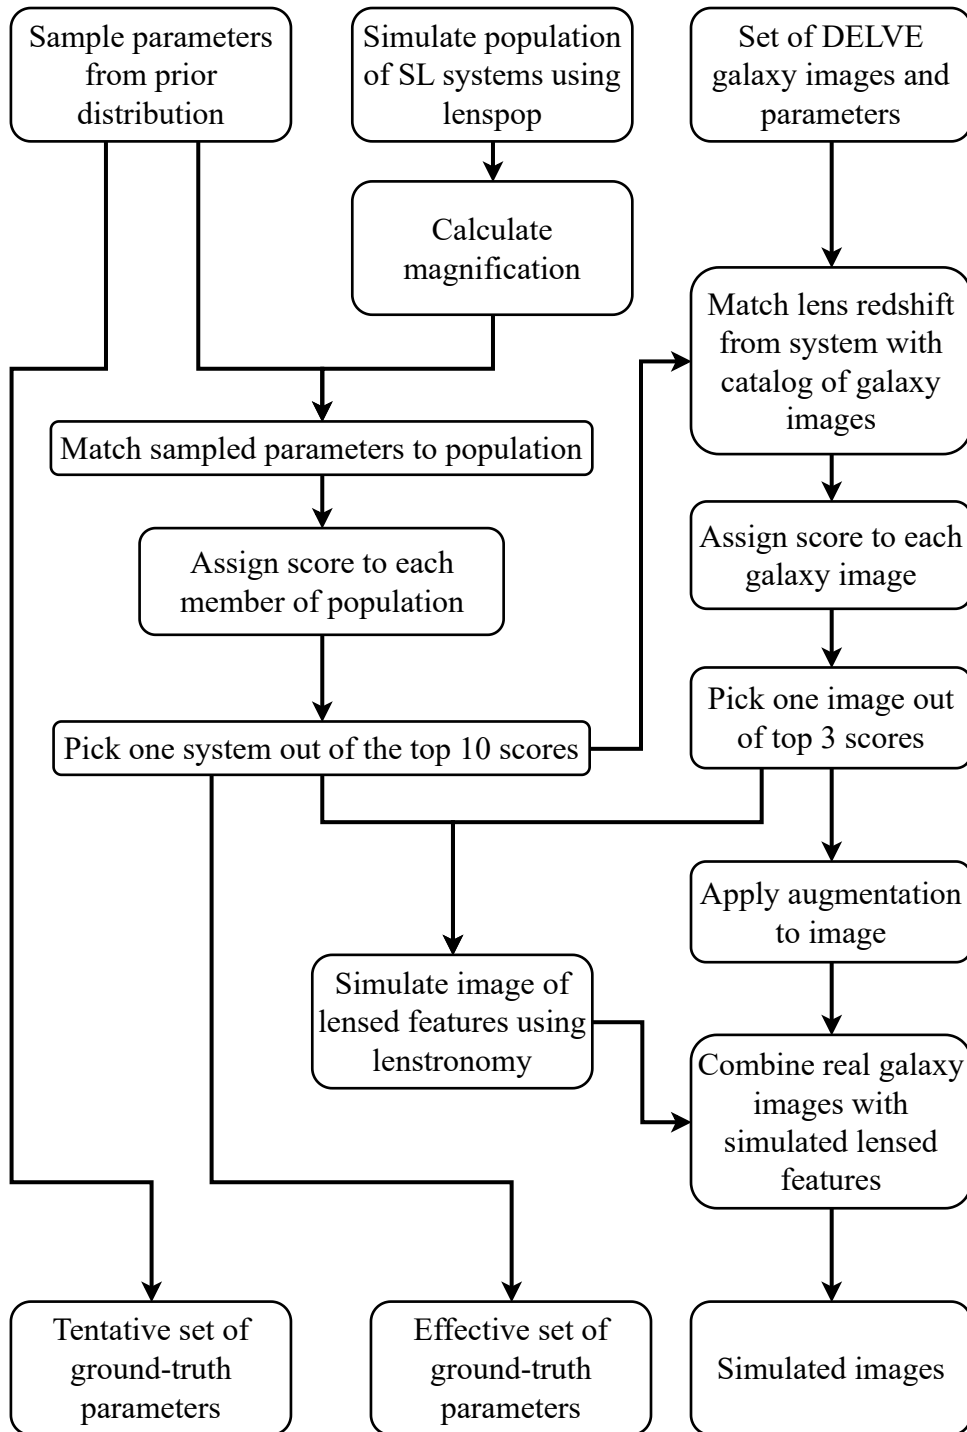 Sample parameters
from prior
distribution
Simulate population
of SL systems using
lenspop
Set of DELVE
galaxy images and
parameters
Calculate
magnification
Match lens redshift
from system with
catalog of galaxy
images
Match sampled parameters to population
Assign score to each
member of population
Assign score to each
galaxy image
Pick one system out of the top 10 scores
Pick one image out
of top 3 scores
Apply augmentation
to image
Simulate image of
lensed features using
lenstronomy
Combine real galaxy
images with
simulated lensed
features
Tentative set of
ground-truth
parameters
Effective set of
ground-truth
parameters
Simulated images